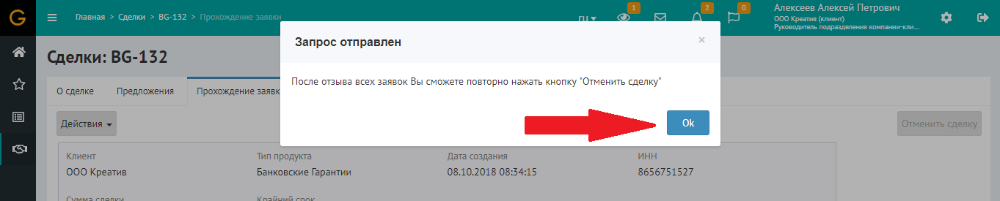 Главная > Сделки > BG-132 > Прохождение заявки
ru
1
2
0
Алексеев Алексей Петрович
ООО Креатив (клиент)
Руководитель подразделения компании-кли...
Запрос отправлен
×
После отзыва всех заявок Вы сможете повторно нажать кнопку "Отменить сделку"
Ok
Сделки: BG-132
О сделке
Предложения
Прохождение заявк
Действия
Отменить сделку
Клиент Тип продукта Дата создания ИНН
ООО Креатив Банковские Гарантии 08.10.2018 08:34:15 8656751527
Сумма сделки Крайний срок